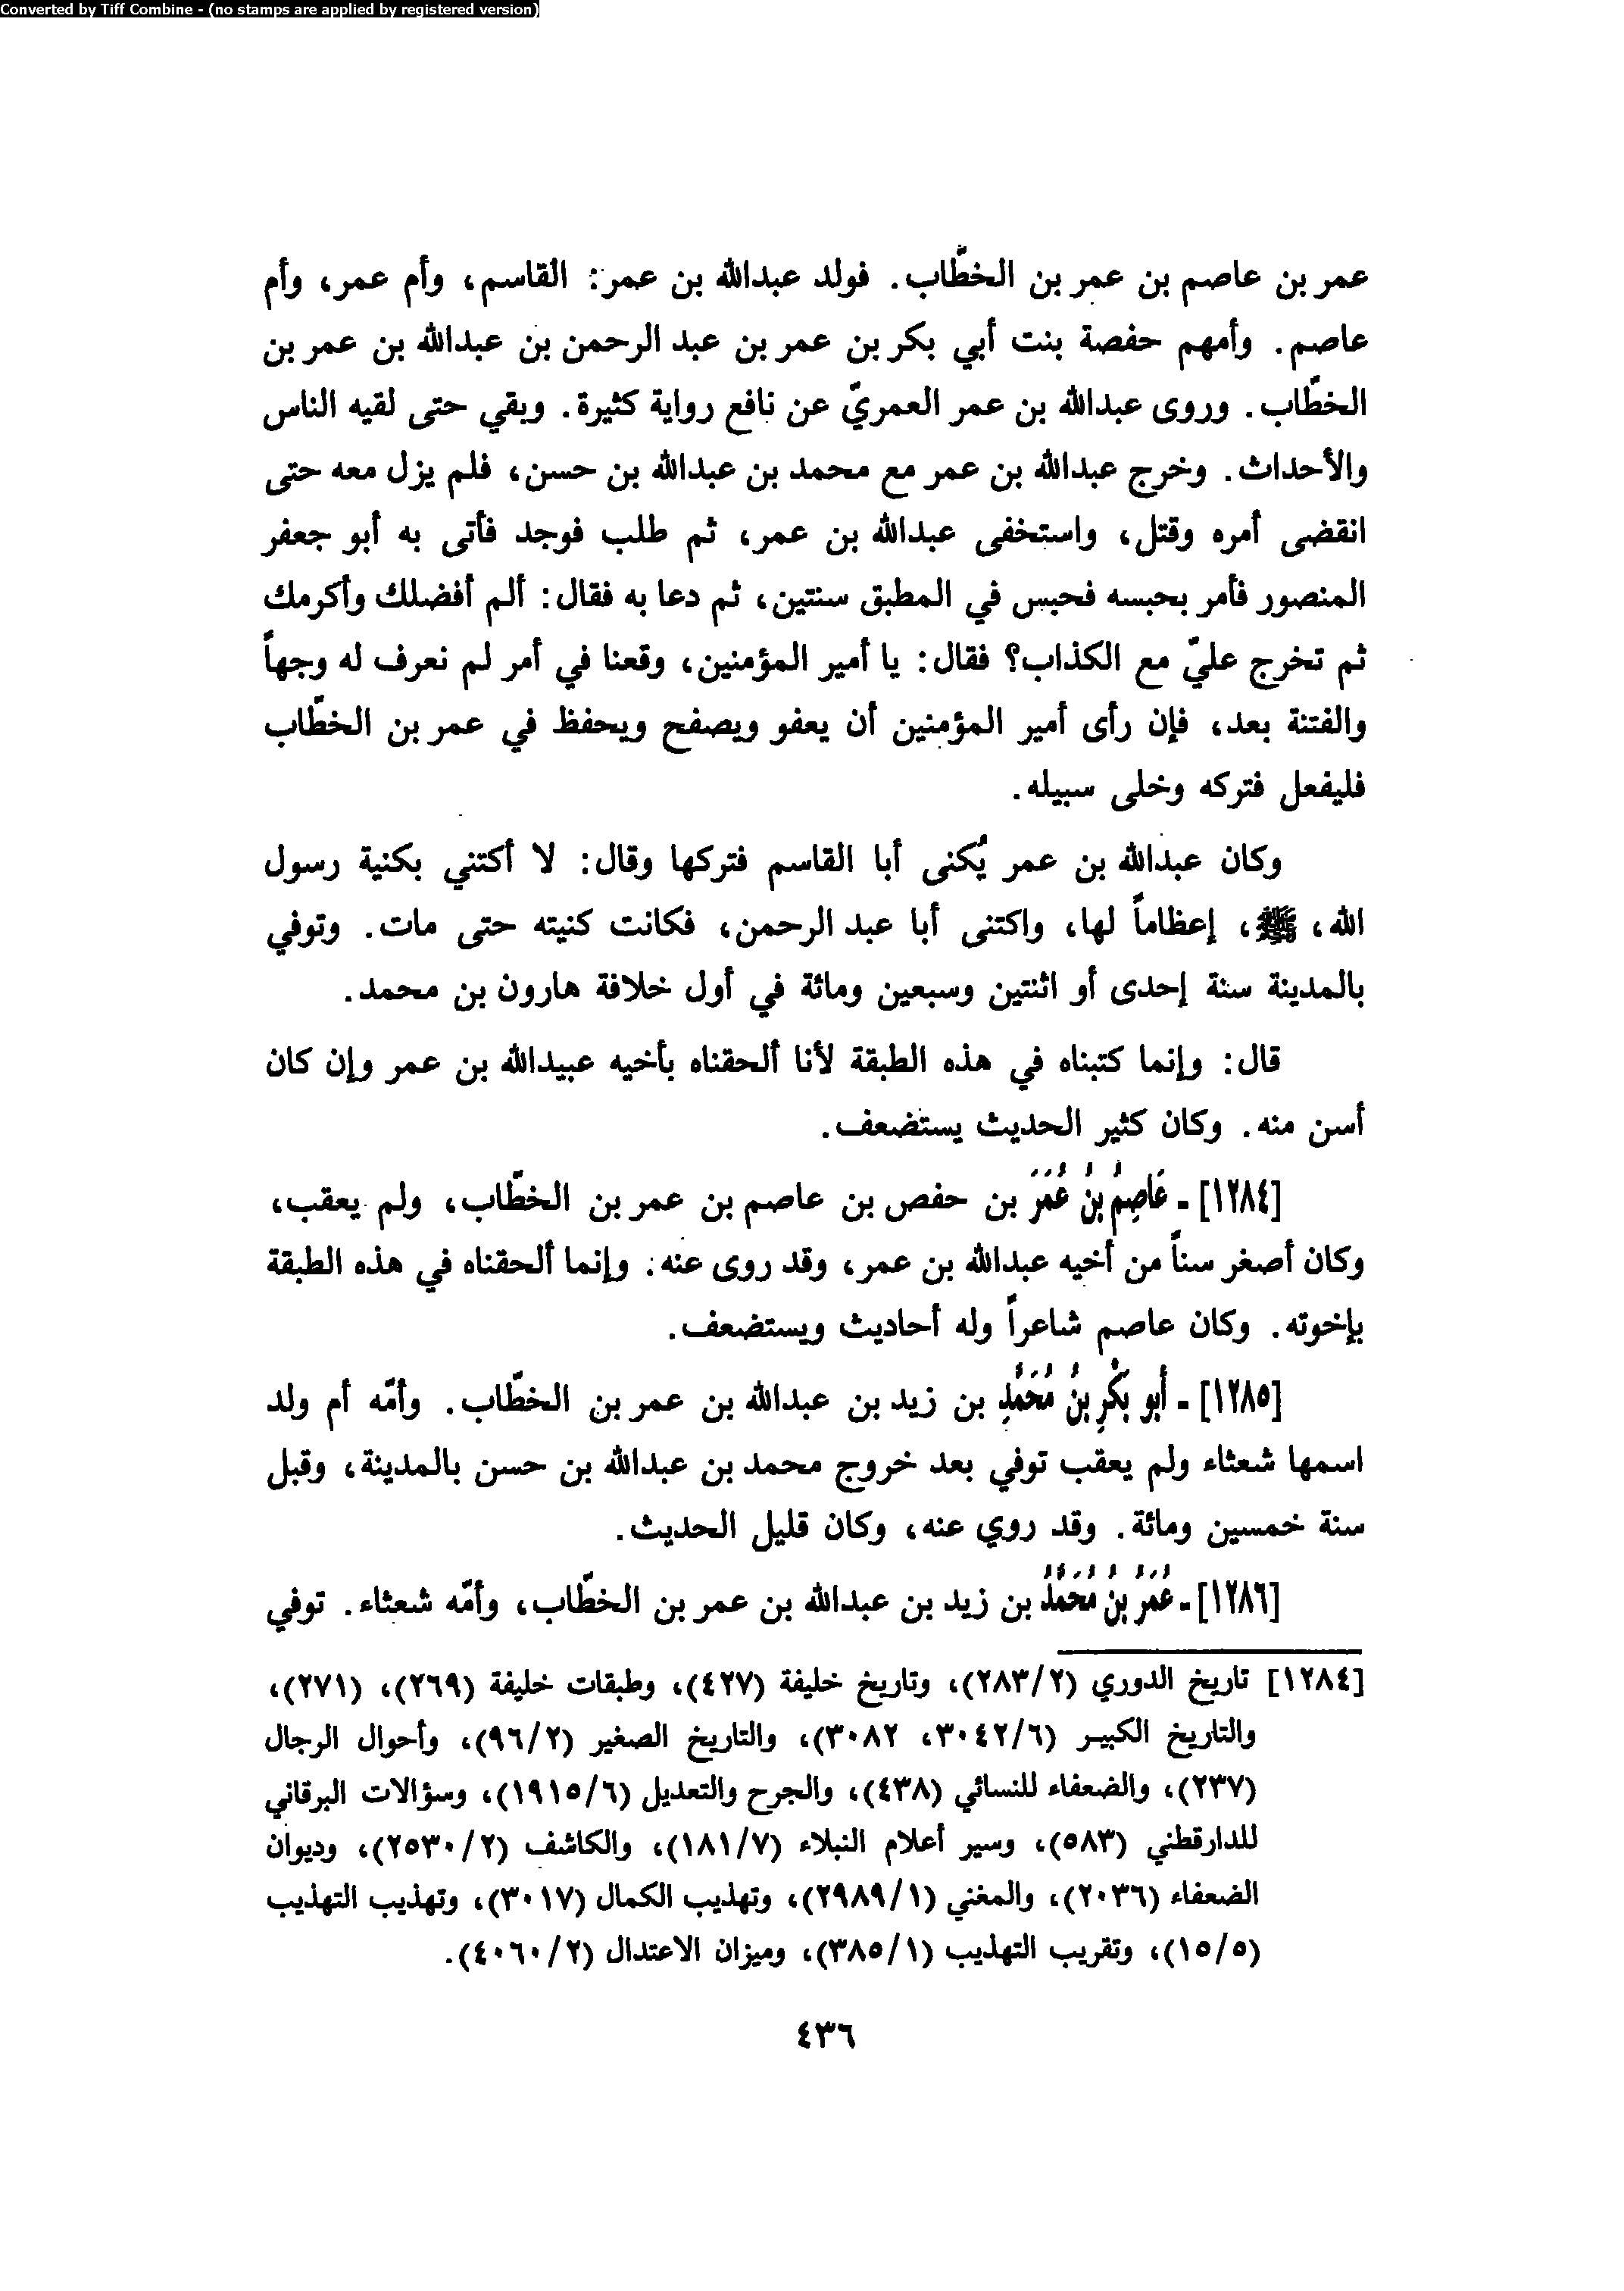 Converted by Tiff Combine - (no stamps are applied by registered version)
عمر بن عاصم بن عمر بن الخطّاب. فولد عبدالله بن عمر: القاسم، وأم عمر، وأم
عاصم. وأمهم حفصة بنت أبي بكر بن عمر بن عبد الرحمن بن عبدالله بن عمر بن
الخطّاب. وروى عبدالله بن عمر العمريّ عن نافع رواية كثيرة. وبقي حتى لقيه الناس
والأحداث. وخرج عبدالله بن عمر مع محمد بن عبدالله بن حسن، فلم يزل معه حتى
انقضى أمره وقتل، واستخفى عبدالله بن عمر، ثم طلب فوجد فأتى به أبو جعفر
المنصور فأمر بحبسه فحبس في المطبق سنتين، ثم دعا به فقال: ألم أفضلك وأكرمك
ثم تخرج عليّ مع الكذاب؟ فقال: يا أمير المؤمنين، وقعنا في أمر لم نعرف له وجهاً
والفتنة بعد، فإن رأى أمير المؤمنين أن يعفو ويصفح ويحفظ في عمر بن الخطّاب
فليفعل فتركه وخلى سبيله.
وكان عبدالله بن عمر يُكنى أبا القاسم فتركها وقال: لا أكتني بكنية رسول
الله، ﷺ، إعظاماً لها، واكتنى أبا عبد الرحمن، فكانت كنيته حتى مات. وتوفي
بالمدينة سنة إحدى أو اثنتين وسبعين ومائة في أول خلافة هارون بن محمد.
قال: وإنما كتبناه في هذه الطبقة لأنا ألحقناه بأخيه عبيدالله بن عمر وإن كان
أسن منه. وكان كثير الحديث يستضعف.
[١٢٨٤] - عَاصِمُ بنُ عُمَرَ بن حفص بن عاصم بن عمر بن الخطّاب، ولم يعقب،
وكان أصغر سناً من أخيه عبدالله بن عمر، وقد روى عنه. وإنما ألحقناه في هذه الطبقة
بإخوته. وكان عاصم شاعراً وله أحاديث ويستضعف.
[١٢٨٥] - أَبو بَكْرِ بنُ مُحَمَّدِ بن زيد بن عبدالله بن عمر بن الخطّاب. وأمّه أم ولد
اسمها شعثاء ولم يعقب توفي بعد خروج محمد بن عبدالله بن حسن بالمدينة، وقبل
سنة خمسين ومائة. وقد روي عنه، وكان قليل الحديث.
[١٢٨٦] - عُمَرُ بنُ مُحَمَّدُ بن زيد بن عبدالله بن عمر بن الخطّاب، وأمّه شعثاء. توفي
[١٢٨٤] تاريخ الدوري (٢/٢٨٣)، وتاريخ خليفة (٤٢٧)، وطبقات خليفة (٢٦٩)، (٢٧١)،
والتاريخ الكبير (٦/٣٠٤٢، ٣٠٨٢)، والتاريخ الصغير (٢/٩٦)، وأحوال الرجال
(٢٣٧)، والضعفاء للنسائي (٤٣٨)، والجرح والتعديل (٦/١٩١٥)، وسؤالات البرقاني
للدارقطني (٥٨٣)، وسير أعلام النبلاء (٧/١٨١)، والكاشف (٢/٢٥٣٠)، وديوان
الضعفاء (٢٠٣٦)، والمغني (١/٢٩٨٩)، وتهذيب الكمال (٣٠١٧)، وتهذيب التهذيب
(٥/١٥)، وتقريب التهذيب (١/٣٨٥)، وميزان الاعتدال (٢/٤٠٦٠).
٤٣٦